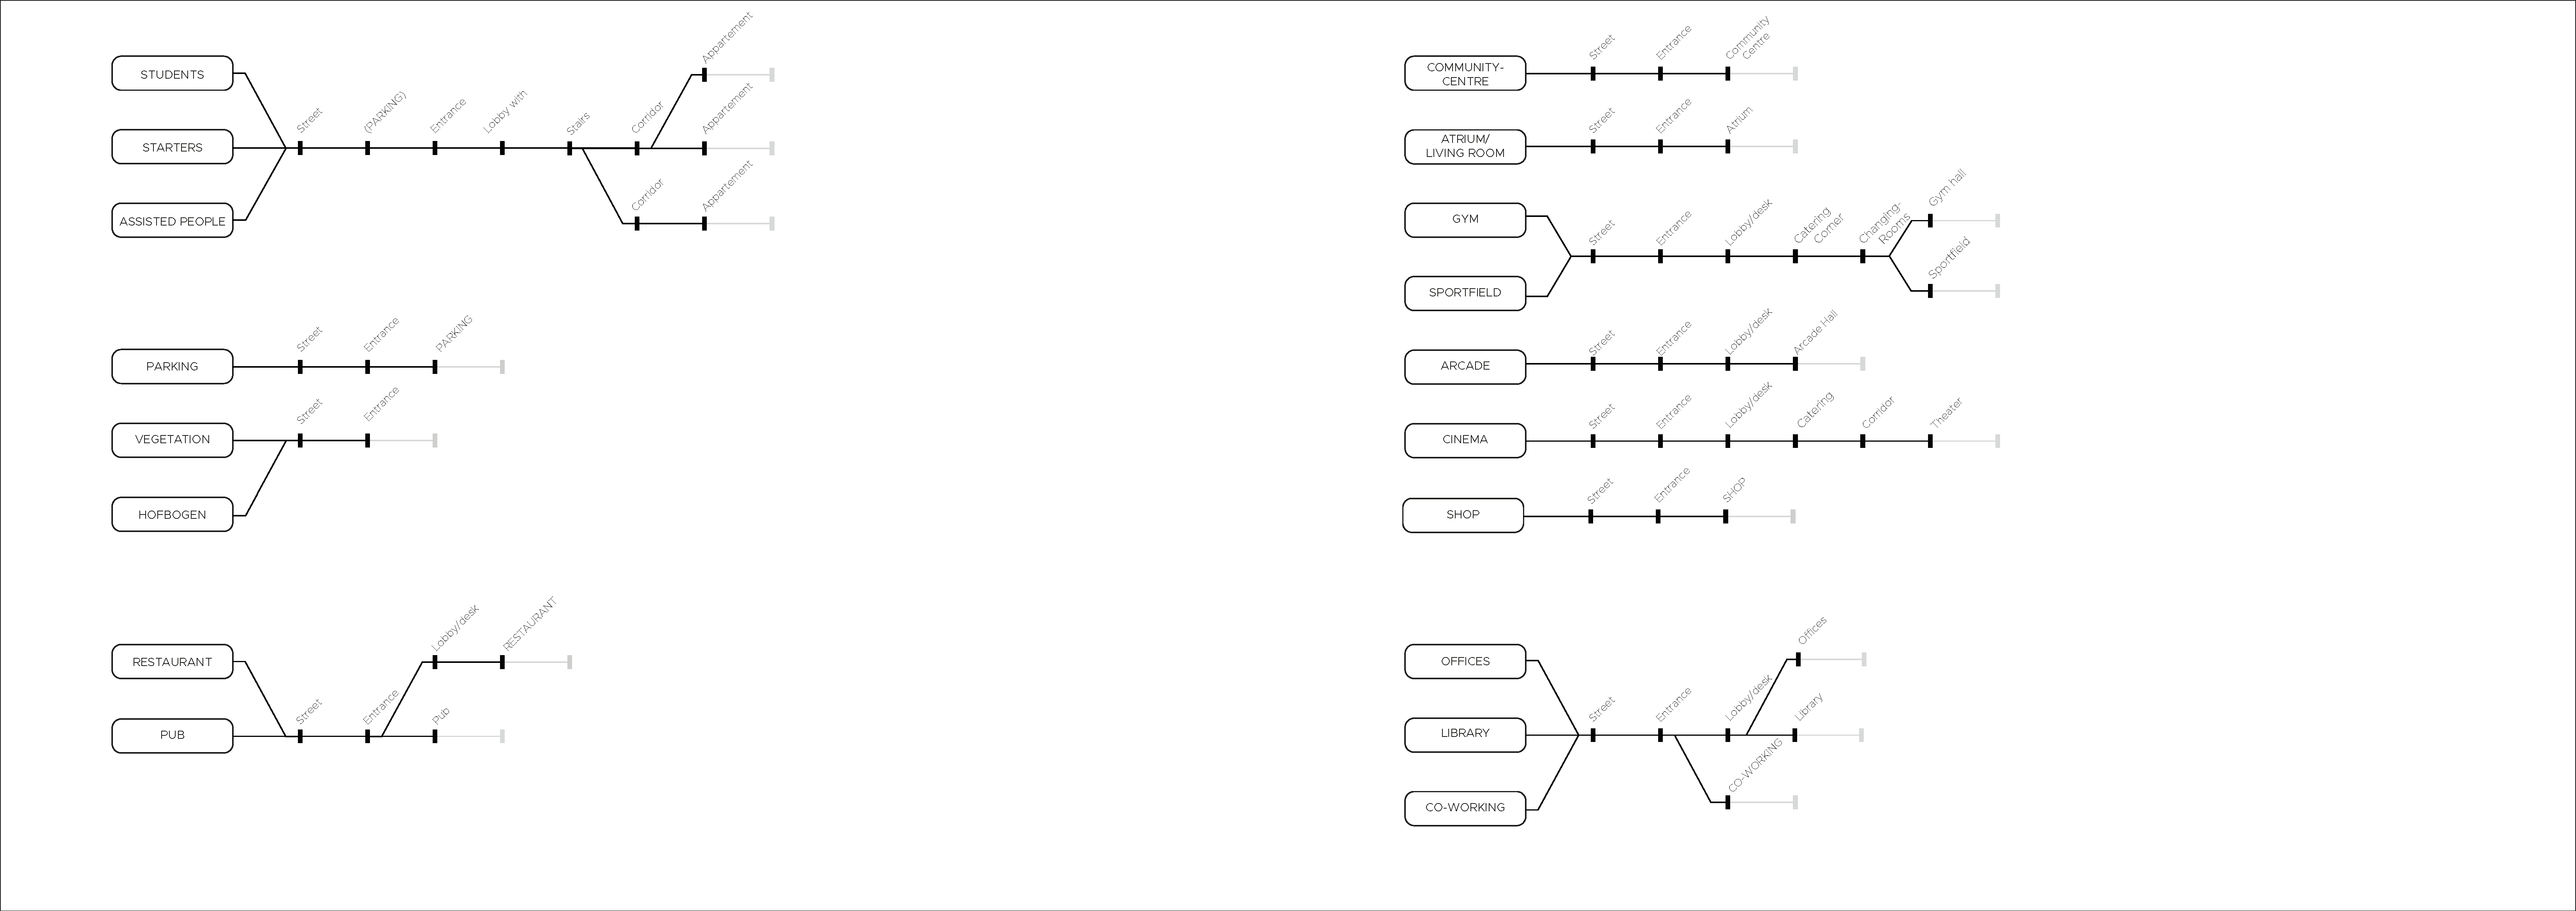 STUDENTS
STARTERS
ASSISTED PEOPLE
Street
(PARKING)
Entrance
Lobby with
Stairs
Corridor
Appartement
Appartement
Corridor
Appartement
PARKING
Street
Entrance
PARKING
VEGETATION
HOFBOGEN
Street
Entrance
RESTAURANT
PUB
Street
Entrance
Lobby/desk
RESTAURANT
Pub
COMMUNITY-
CENTRE
Street
Entrance
Community
Centre
ATRIUM/
LIVING ROOM
Street
Entrance
Atrium
GYM
SPORTFIELD
Street
Entrance
Lobby/desk
Catering
Corner
Changing-
Rooms
Gym hall
Sportfield
ARCADE
Street
Entrance
Lobby/desk
Arcade Hall
CINEMA
Street
Entrance
Lobby/desk
Catering
Corridor
Theater
SHOP
Street
Entrance
SHOP
OFFICES
LIBRARY
CO-WORKING
Street
Entrance
Lobby/desk
Offices
Library
CO-WORKING